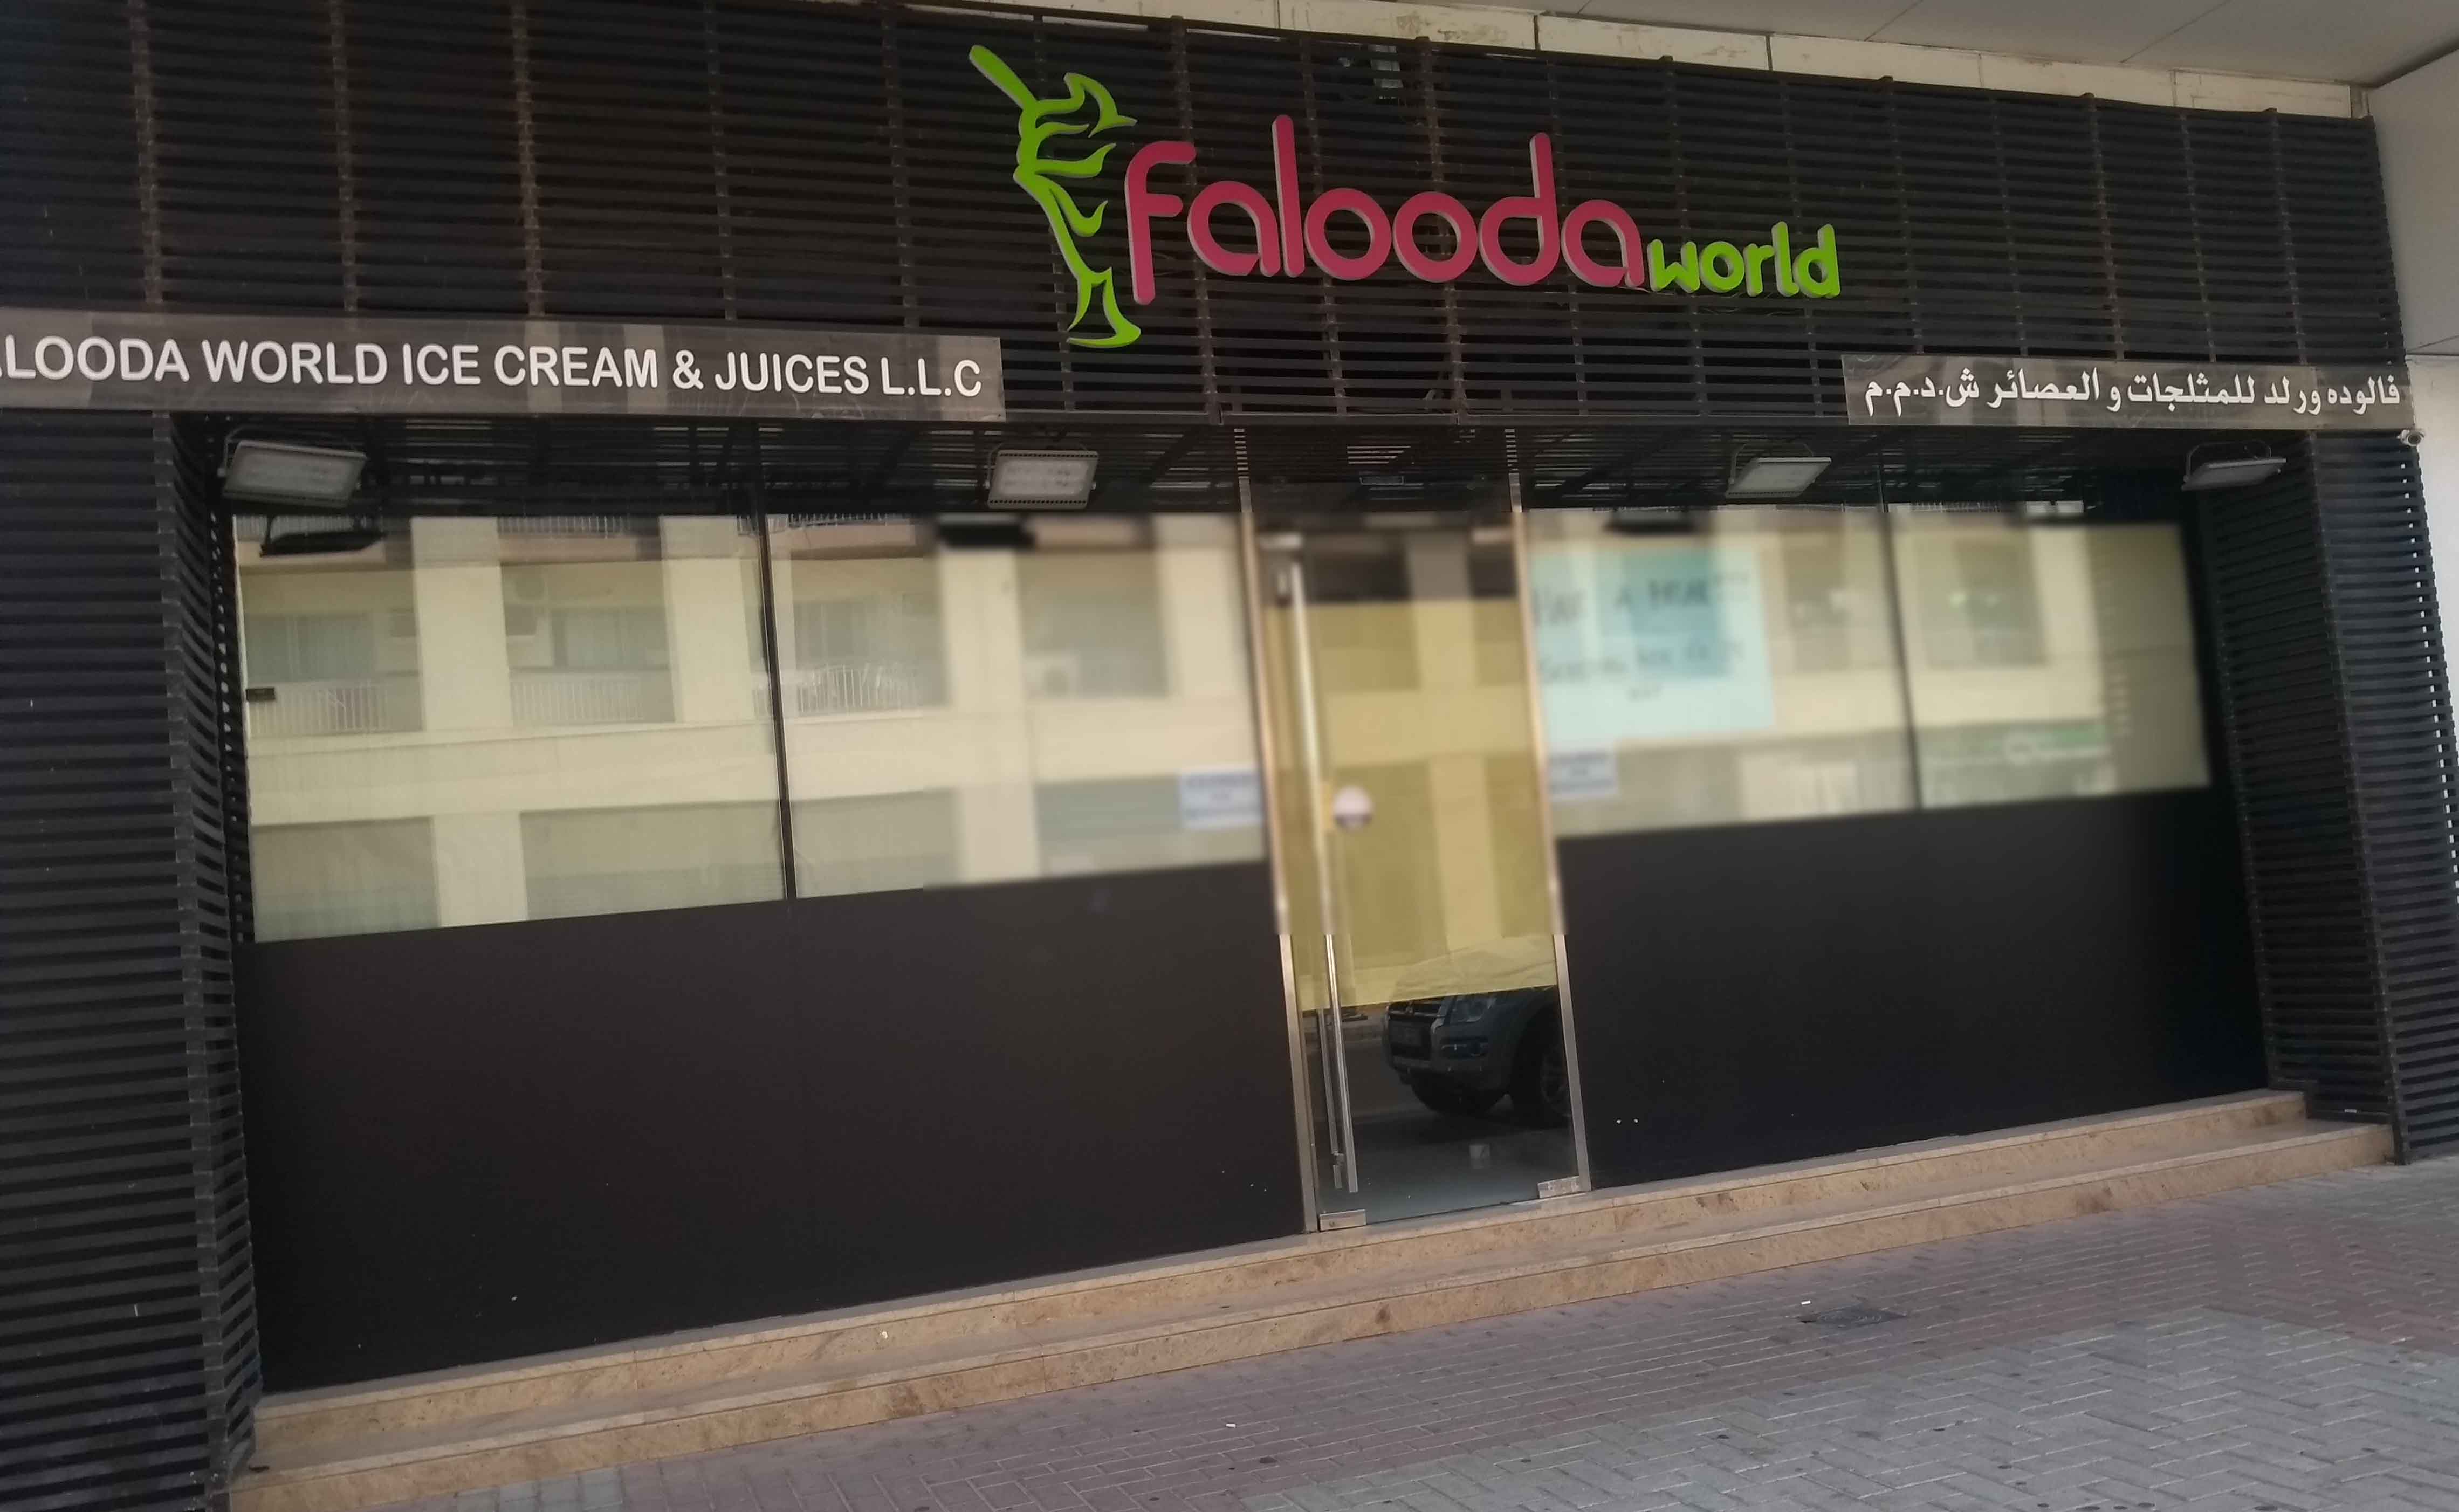 falooda world
LOODA WORLD ICE CREAM & JUICES L.L.C
فالوده ورلد للمثلجات و العصائر ش.د.م.م